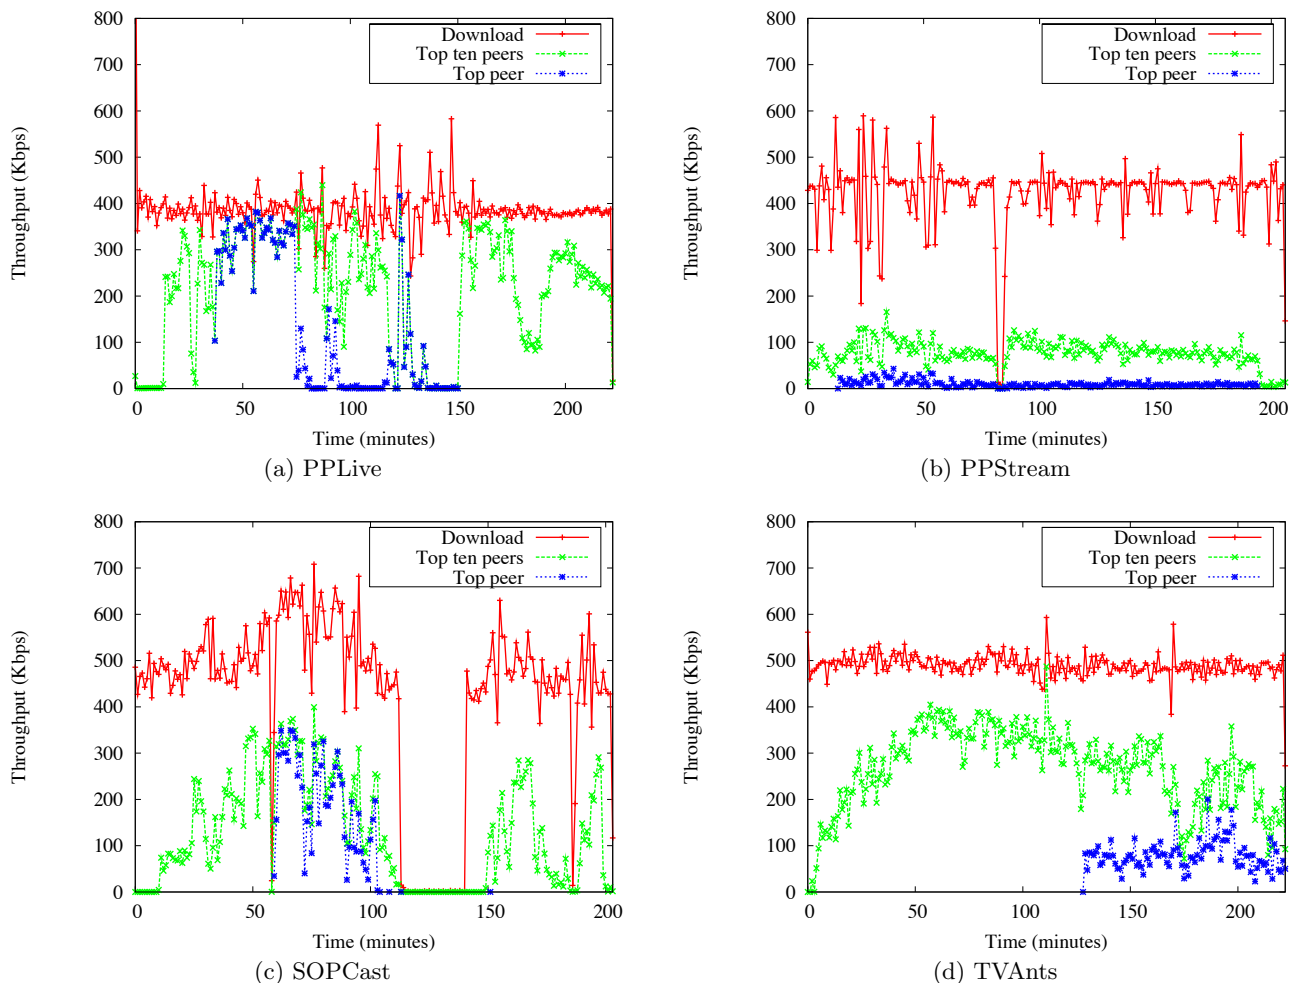 800
700
600
500
400
300
200
100
0
Throughput (Kbps)
Download
Top ten peers
Top peer
0 50 100 150 200
Time (minutes)
(a) PPLive
800
700
600
500
400
300
200
100
0
Throughput (Kbps)
Download
Top ten peers
Top peer
0 50 100 150 200
Time (minutes)
(b) PPStream
800
700
600
500
400
300
200
100
0
Throughput (Kbps)
Download
Top ten peers
Top peer
0 50 100 150 200
Time (minutes)
(c) SOPCast
800
700
600
500
400
300
200
100
0
Throughput (Kbps)
Download
Top ten peers
Top peer
0 50 100 150 200
Time (minutes)
(d) TVAnts